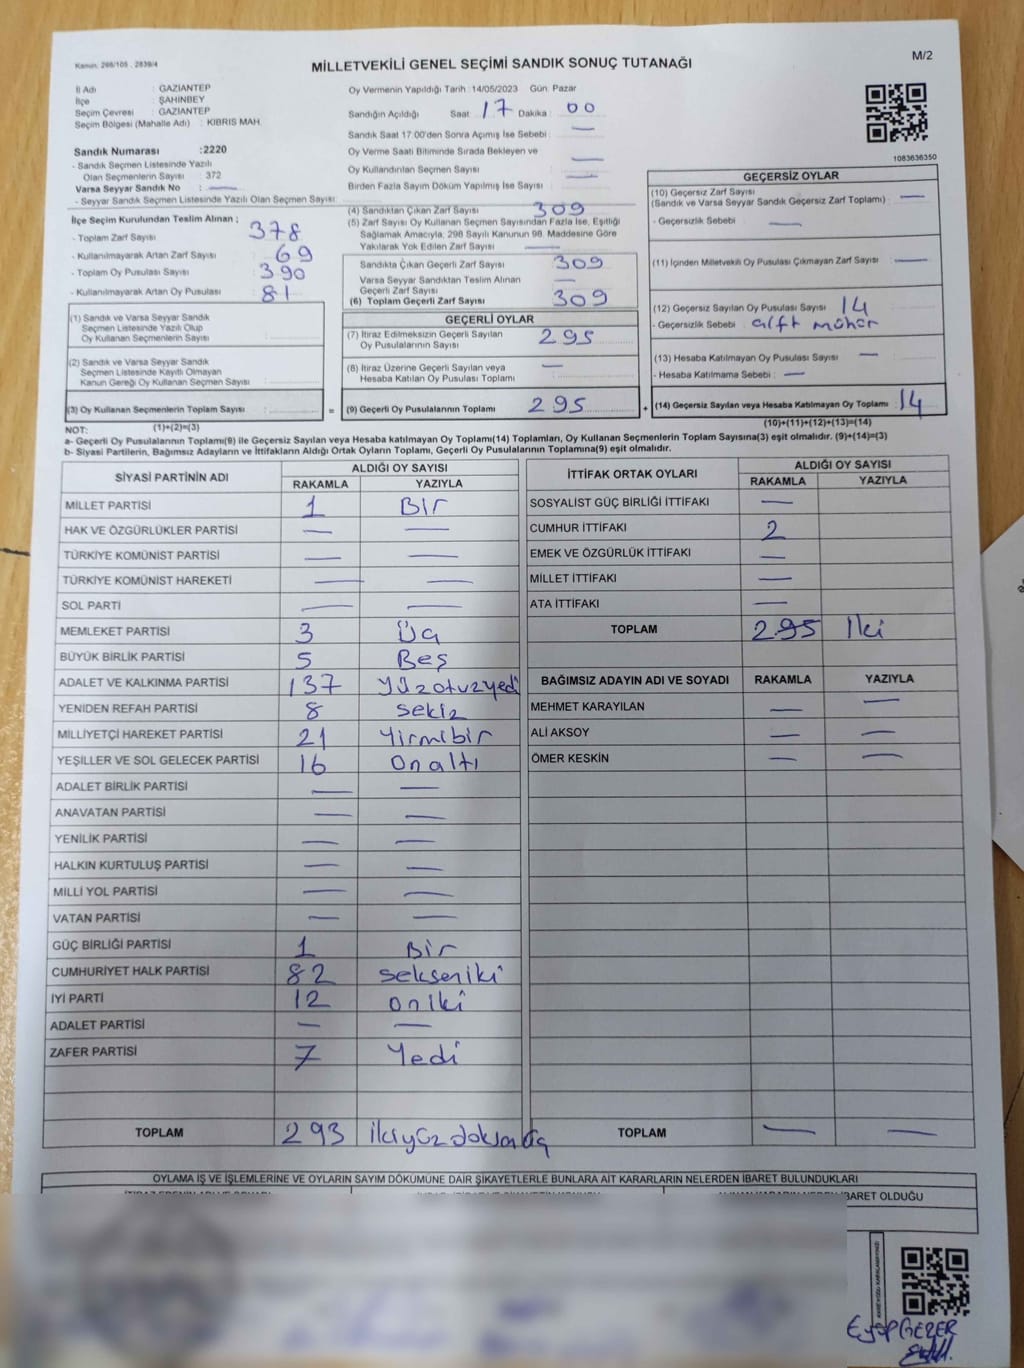 Kanun: 298/105 , 2839/4
MİLLETVEKİLİ GENEL SEÇİMİ SANDIK SONUÇ TUTANAĞI
M/2
İl Adı : GAZİANTEP
İlçe : ŞAHİNBEY
Seçim Çevresi : GAZİANTEP
Seçim Bölgesi (Mahalle Adı) : KIBRIS MAH.
Sandık Numarası :2220
- Sandık Seçmen Listesinde Yazılı
Olan Seçmenlerin Sayısı : 372
Varsa Seyyar Sandık No : —
- Seyyar Sandık Seçmen Listesinde Yazılı Olan Seçmen Sayısı:
İlçe Seçim Kurulundan Teslim Alınan ;
- Toplam Zarf Sayısı 378
- Kullanılmayarak Artan Zarf Sayısı : 69
- Toplam Oy Pusulası Sayısı : 390
- Kullanılmayarak Artan Oy Pusulası : 81
(1) Sandık ve Varsa Seyyar Sandık
Seçmen Listesinde Yazılı Olup
Oy Kullanan Seçmenlerin Sayısı :
(2) Sandık ve Varsa Seyyar Sandık
Seçmen Listesinde Kayıtlı Olmayan
Kanun Gereği Oy Kullanan Seçmen Sayısı :
(3) Oy Kullanan Seçmenlerin Toplam Sayısı : =
(1)+(2)=(3)
Oy Vermenin Yapıldığı Tarih :14/05/2023 Gün: Pazar
Sandığın Açıldığı Saat : 17 Dakika : 00
Sandık Saat 17:00'den Sonra Açımış İse Sebebi : —
Oy Verme Saati Bitiminde Sırada Bekleyen ve
Oy Kullandırılan Seçmen Sayısı : —
Birden Fazla Sayım Döküm Yapılmış İse Sayısı : —
(4) Sandıktan Çıkan Zarf Sayısı : 309
(5) Zarf Sayısı Oy Kullanan Seçmen Sayısından Fazla İse, Eşitliği
Sağlamak Amacıyla, 298 Sayılı Kanunun 98. Maddesine Göre
Yakılarak Yok Edilen Zarf Sayısı : —
Sandıkta Çıkan Geçerli Zarf Sayısı : 309
Varsa Seyyar Sandıktan Teslim Alınan
Geçerli Zarf Sayısı : —
(6) Toplam Geçerli Zarf Sayısı : 309
GEÇERLİ OYLAR
(7) İtiraz Edilmeksizin Geçerli Sayılan
Oy Pusulalarının Sayısı : 295
(8) İtiraz Üzerine Geçerli Sayılan veya
Hesaba Katılan Oy Pusulası Toplamı : —
(9) Geçerli Oy Pusulalarının Toplamı : 295 +
1083636350
GEÇERSİZ OYLAR
(10) Geçersiz Zarf Sayısı
(Sandık ve Varsa Seyyar Sandık Geçersiz Zarf Toplamı) : —
- Geçersizlik Sebebi : —
(11) İçinden Milletvekili Oy Pusulası Çıkmayan Zarf Sayısı : —
(12) Geçersiz Sayılan Oy Pusulası Sayısı : 14
- Geçersizlik Sebebi : çift mühür
(13) Hesaba Katılmayan Oy Pusulası Sayısı : —
- Hesaba Katılmama Sebebi : —
(14) Geçersiz Sayılan veya Hesaba Katılmayan Oy Toplamı : 14
(10)+(11)+(12)+(13)=(14)
NOT:
a- Geçerli Oy Pusulalarının Toplamı(9) ile Geçersiz Sayılan veya Hesaba katılmayan Oy Toplamı(14) Toplamları, Oy Kullanan Seçmenlerin Toplam Sayısına(3) eşit olmalıdır. (9)+(14)=(3)
b- Siyasi Partilerin, Bağımsız Adayların ve İttifakların Aldığı Ortak Oyların Toplamı, Geçerli Oy Pusulalarının Toplamına(9) eşit olmalıdır.
SİYASİ PARTİNİN ADI ALDIĞI OY SAYISI
RAKAMLA YAZIYLA
MİLLET PARTİSİ 1 Bir
HAK VE ÖZGÜRLÜKLER PARTİSİ — —
TÜRKİYE KOMÜNİST PARTİSİ — —
TÜRKİYE KOMÜNİST HAREKETİ — —
SOL PARTİ — —
MEMLEKET PARTİSİ 3 Üç
BÜYÜK BİRLİK PARTİSİ 5 Beş
ADALET VE KALKINMA PARTİSİ 137 Yüzotuzyedi
YENİDEN REFAH PARTİSİ 8 sekiz
MİLLİYETÇİ HAREKET PARTİSİ 21 Yirmibir
YEŞİLLER VE SOL GELECEK PARTİSİ 16 Onaltı
ADALET BİRLİK PARTİSİ — —
ANAVATAN PARTİSİ — —
YENİLİK PARTİSİ — —
HALKIN KURTULUŞ PARTİSİ — —
MİLLİ YOL PARTİSİ — —
VATAN PARTİSİ — —
GÜÇ BİRLİĞİ PARTİSİ 1 Bir
CUMHURİYET HALK PARTİSİ 82 sekseniki
İYİ PARTİ 12 oniki
ADALET PARTİSİ — —
ZAFER PARTİSİ 7 Yedi
TOPLAM 293 ikiyüzdoksanüç
İTTİFAK ORTAK OYLARI ALDIĞI OY SAYISI
RAKAMLA YAZIYLA
SOSYALİST GÜÇ BİRLİĞİ İTTİFAKI —
CUMHUR İTTİFAKI 2
EMEK VE ÖZGÜRLÜK İTTİFAKI —
MİLLET İTTİFAKI —
ATA İTTİFAKI —
TOPLAM 295 İki
BAĞIMSIZ ADAYIN ADI VE SOYADI RAKAMLA YAZIYLA
MEHMET KARAYILAN — —
ALİ AKSOY — —
ÖMER KESKİN — —
TOPLAM — —
OYLAMA İŞ VE İŞLEMLERİNE VE OYLARIN SAYIM DÖKÜMÜNE DAİR ŞİKAYETLERLE BUNLARA AİT KARARLARIN NELERDEN İBARET BULUNDUKLARI
İBARET OLDUĞU
EyüP GEZER